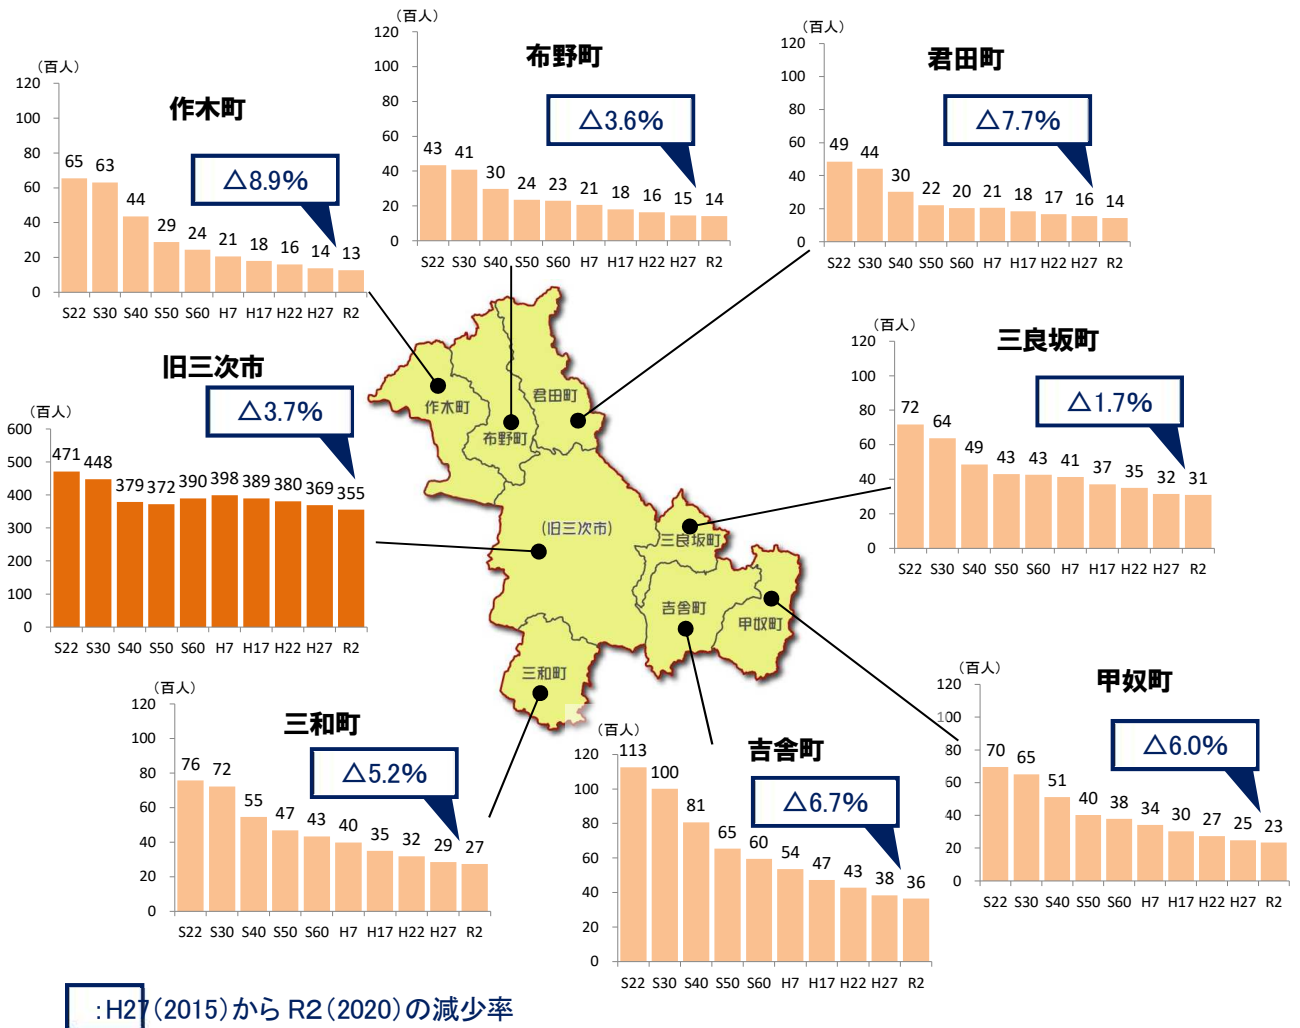 (百人)
布野町
△3.6%
120
100
80
60
40
20
0
43 41 30 24 23 21 18 16 15 14
S22 S30 S40 S50 S60 H7 H17 H22 H27 R2
(百人)
君田町
△7.7%
120
100
80
60
40
20
0
49 44 30 22 20 21 18 17 16 14
S22 S30 S40 S50 S60 H7 H17 H22 H27 R2
(百人)
作木町
△8.9%
120
100
80
60
40
20
0
65 63 44 29 24 21 18 16 14 13
S22 S30 S40 S50 S60 H7 H17 H22 H27 R2
旧三次市
△3.7%
(百人)
600
500
400
300
200
100
0
471 448 379 372 390 398 389 380 369 355
S22 S30 S40 S50 S60 H7 H17 H22 H27 R2
作木町
布野町
君田町
(旧三次市)
三良坂町
吉舎町
甲奴町
三和町
(百人)
三良坂町
△1.7%
120
100
80
60
40
20
0
72 64 49 43 43 41 37 35 32 31
S22 S30 S40 S50 S60 H7 H17 H22 H27 R2
(百人)
三和町
△5.2%
120
100
80
60
40
20
0
76 72 55 47 43 40 35 32 29 27
S22 S30 S40 S50 S60 H7 H17 H22 H27 R2
(百人)
吉舎町
△6.7%
120
100
80
60
40
20
0
113 100 81 65 60 54 47 43 38 36
S22 S30 S40 S50 S60 H7 H17 H22 H27 R2
(百人)
甲奴町
△6.0%
120
100
80
60
40
20
0
70 65 51 40 38 34 30 27 25 23
S22 S30 S40 S50 S60 H7 H17 H22 H27 R2
:H27(2015)から R2(2020)の減少率